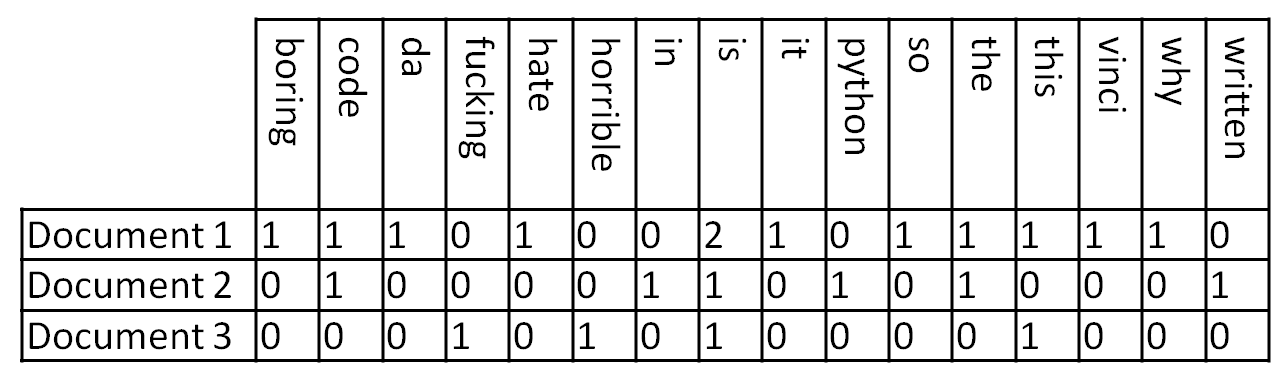 boring code da fucking hate horrible in is it python so the this vinci why written
Document 1 1 1 1 0 1 0 0 2 1 0 1 1 1 1 1 0
Document 2 0 1 0 0 0 0 1 1 0 1 0 1 0 0 0 1
Document 3 0 0 0 1 0 1 0 1 0 0 0 0 1 0 0 0